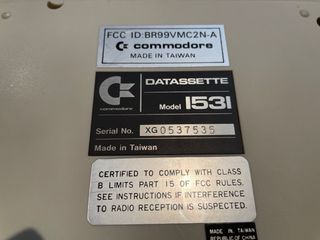 FCC ID:BR99VMC2N-A
commodore
MADE IN TAIWAN
DATASSETTE
commodore
Model 1531
Serial No. XG0537535
Made in Taiwan
CERTIFIED TO COMPLY WITH CLASS
B LIMITS PART 15 OF FCC RULES.
SEE INSTRUCTIONS IF INTERFERENCE
TO RADIO RECEPTION IS SUSPECTED.
MADE IN TAIWAN
REPUBLIC OF CHINA